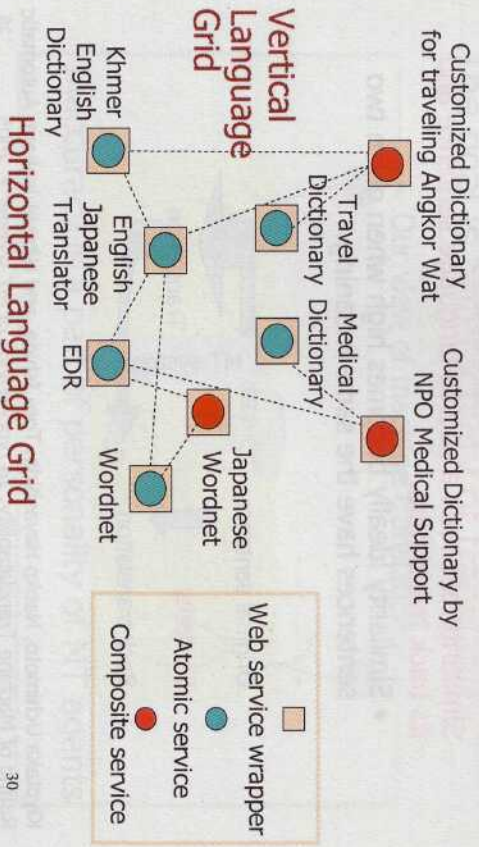 Customized Dictionary
for traveling Angkor Wat
Customized Dictionary by
NPO Medical Support
Vertical
Language
Grid
Travel
Dictionary
Medical
Dictionary
Khmer
English
Dictionary
English
Japanese
Translator
EDR
Japanese
Wordnet
Wordnet
Horizontal Language Grid
Web service wrapper
Atomic service
Composite service
30